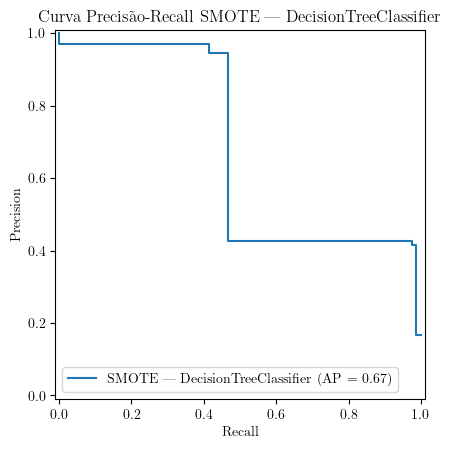 Curva Precisão-Recall SMOTE — DecisionTreeClassifier
1.0
0.8
0.6
0.4
0.2
0.0
Precision
SMOTE — DecisionTreeClassifier (AP = 0.67)
0.0 0.2 0.4 0.6 0.8 1.0
Recall